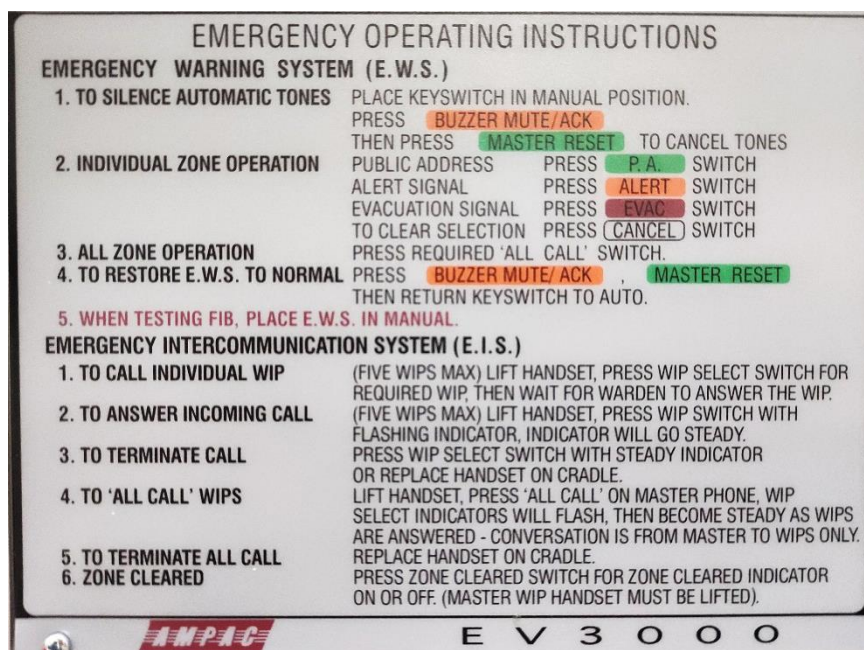 EMERGENCY OPERATING INSTRUCTIONS
EMERGENCY WARNING SYSTEM (E.W.S.)
1. TO SILENCE AUTOMATIC TONES PLACE KEYSWITCH IN MANUAL POSITION.
PRESS BUZZER MUTE/ACK
THEN PRESS MASTER RESET TO CANCEL TONES
2. INDIVIDUAL ZONE OPERATION PUBLIC ADDRESS PRESS P.A. SWITCH
ALERT SIGNAL PRESS ALERT SWITCH
EVACUATION SIGNAL PRESS EVAC SWITCH
TO CLEAR SELECTION PRESS CANCEL SWITCH
3. ALL ZONE OPERATION PRESS REQUIRED 'ALL CALL' SWITCH.
4. TO RESTORE E.W.S. TO NORMAL PRESS BUZZER MUTE/ACK , MASTER RESET
THEN RETURN KEYSWITCH TO AUTO.
5. WHEN TESTING FIB, PLACE E.W.S. IN MANUAL.
EMERGENCY INTERCOMMUNICATION SYSTEM (E.I.S.)
1. TO CALL INDIVIDUAL WIP (FIVE WIPS MAX) LIFT HANDSET, PRESS WIP SELECT SWITCH FOR
REQUIRED WIP, THEN WAIT FOR WARDEN TO ANSWER THE WIP.
2. TO ANSWER INCOMING CALL (FIVE WIPS MAX) LIFT HANDSET, PRESS WIP SWITCH WITH
FLASHING INDICATOR, INDICATOR WILL GO STEADY.
3. TO TERMINATE CALL PRESS WIP SELECT SWITCH WITH STEADY INDICATOR
OR REPLACE HANDSET ON CRADLE.
4. TO 'ALL CALL' WIPS LIFT HANDSET, PRESS 'ALL CALL' ON MASTER PHONE, WIP
SELECT INDICATORS WILL FLASH, THEN BECOME STEADY AS WIPS
ARE ANSWERED - CONVERSATION IS FROM MASTER TO WIPS ONLY.
5. TO TERMINATE ALL CALL REPLACE HANDSET ON CRADLE.
6. ZONE CLEARED PRESS ZONE CLEARED SWITCH FOR ZONE CLEARED INDICATOR
ON OR OFF. (MASTER WIP HANDSET MUST BE LIFTED).
AMPAC EV3000